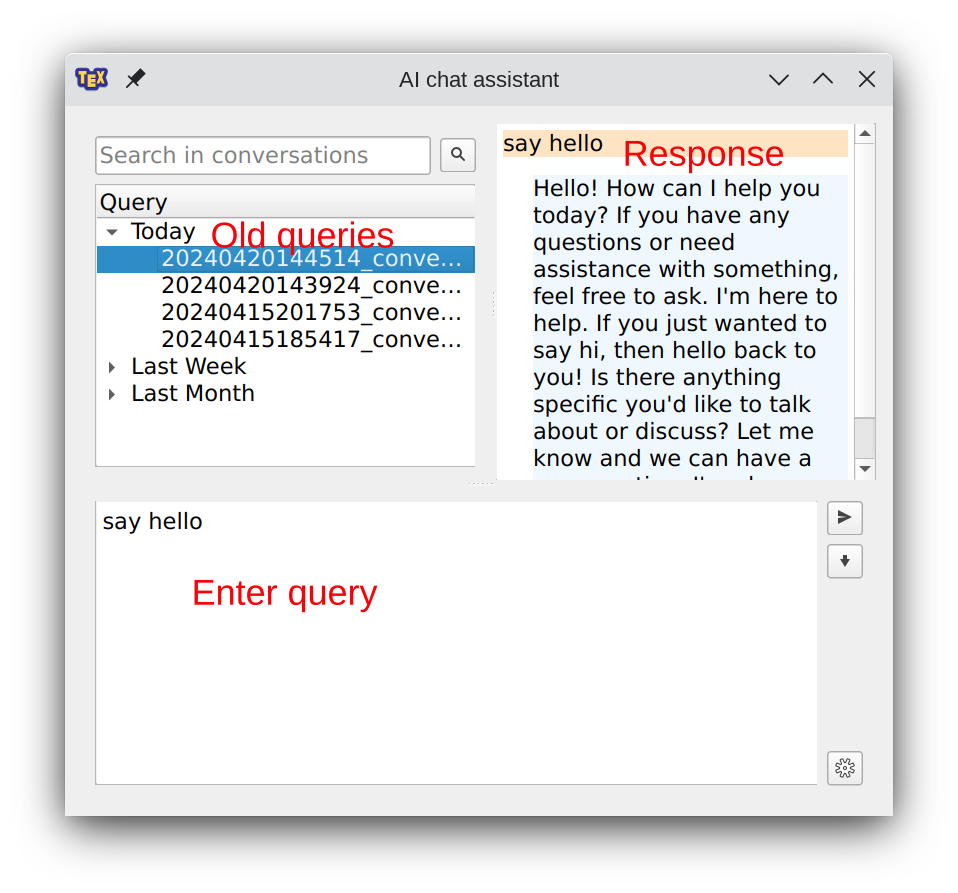 TEX
AI chat assistant
Search in conversations
Query
Today
Old queries
20240420144514_conve...
20240420143924_conve...
20240415201753_conve...
20240415185417_conve...
Last Week
Last Month
say hello
Response
Hello! How can I help you
today? If you have any
questions or need
assistance with something,
feel free to ask. I'm here to
help. If you just wanted to
say hi, then hello back to
you! Is there anything
specific you'd like to talk
about or discuss? Let me
know and we can have a
say hello
Enter query